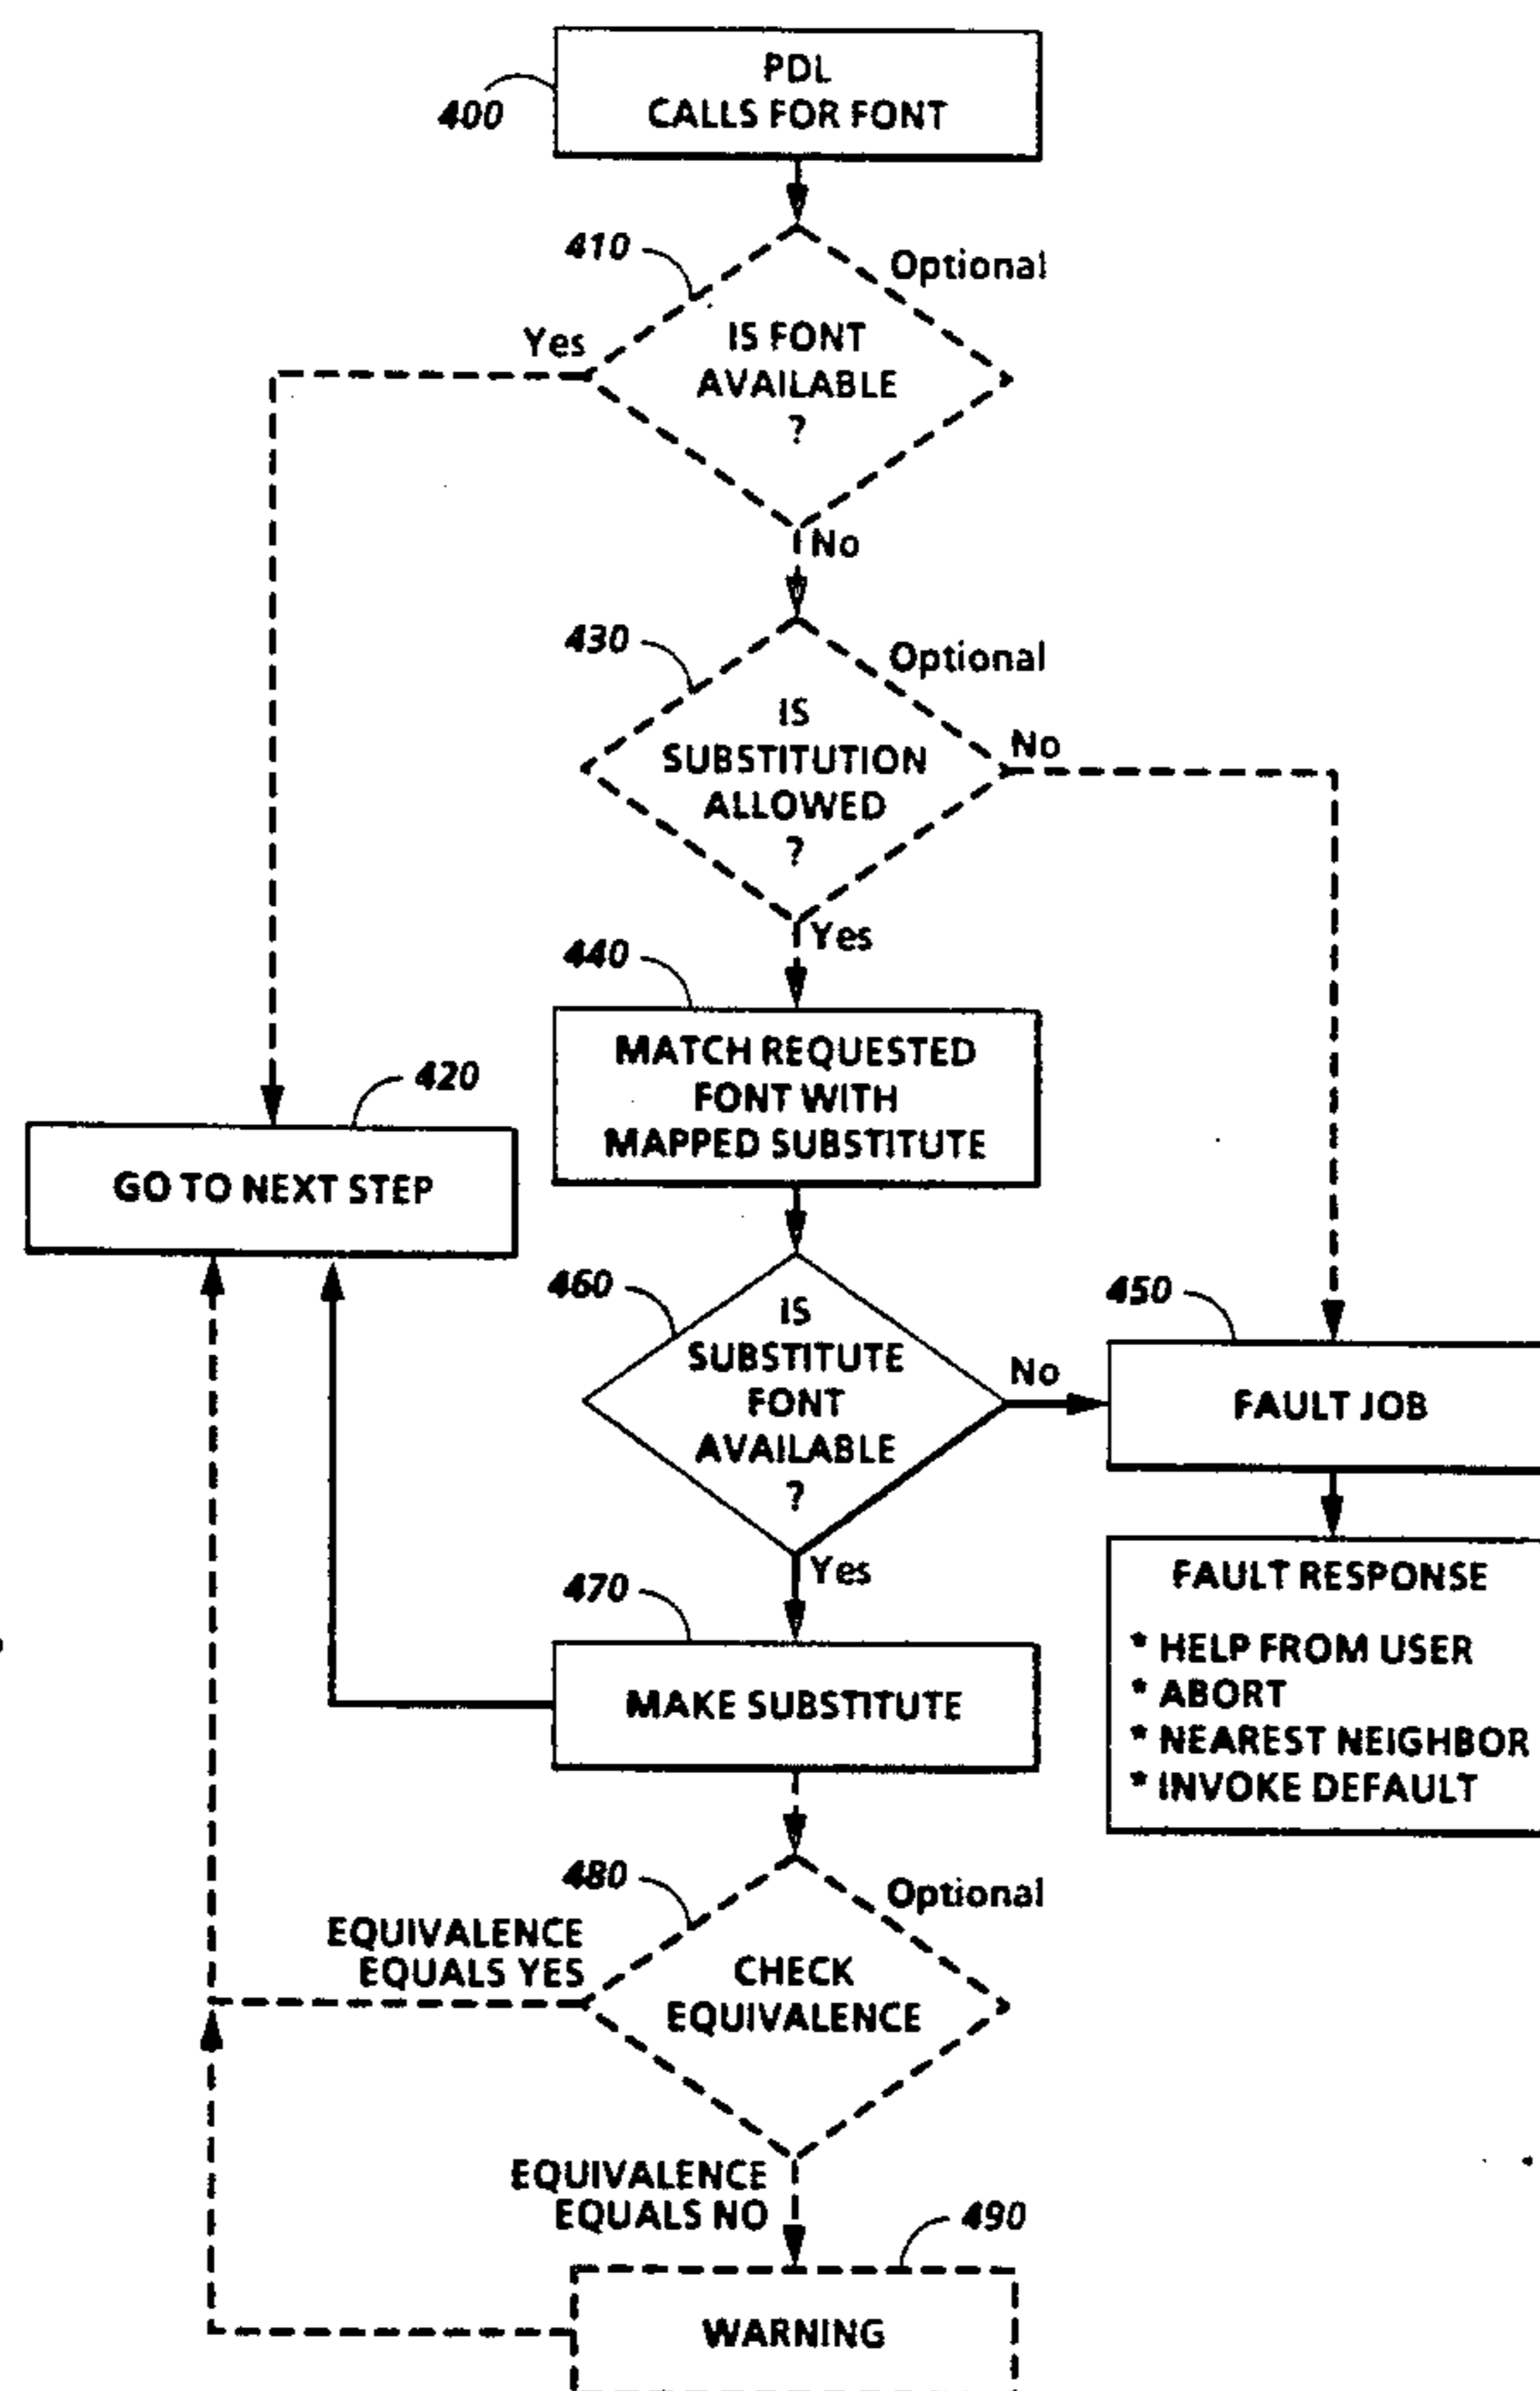 PDL
CALLS FOR FONT
400
410
Optional
Yes
IS FONT
AVAILABLE
?
No
430
Optional
IS
SUBSTITUTION
ALLOWED
?
No
Yes
440
MATCH REQUESTED
FONT WITH
MAPPED SUBSTITUTE
420
GO TO NEXT STEP
460
IS
SUBSTITUTE
FONT
AVAILABLE
?
No
450
FAULT JOB
Yes
FAULT RESPONSE
* HELP FROM USER
* ABORT
* NEAREST NEIGHBOR
* INVOKE DEFAULT
470
MAKE SUBSTITUTE
480
Optional
EQUIVALENCE
EQUALS YES
CHECK
EQUIVALENCE
EQUIVALENCE
EQUALS NO
490
WARNING